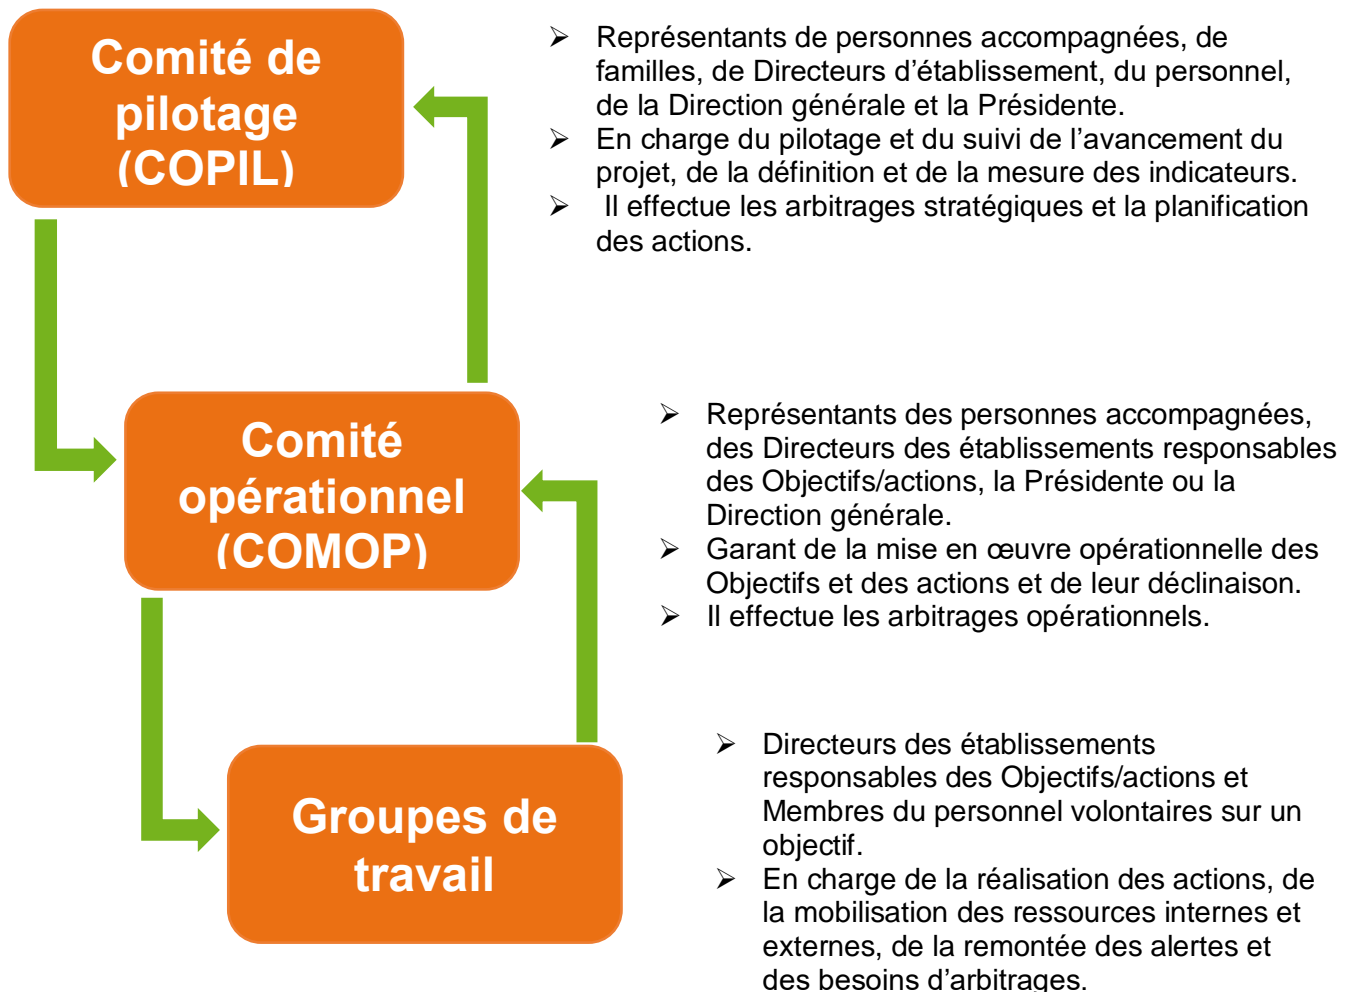 Comité de
pilotage
(COPIL)
➢ Représentants de personnes accompagnées, de
familles, de Directeurs d’établissement, du personnel,
de la Direction générale et la Présidente.
➢ En charge du pilotage et du suivi de l’avancement du
projet, de la définition et de la mesure des indicateurs.
➢ Il effectue les arbitrages stratégiques et la planification
des actions.
Comité
opérationnel
(COMOP)
➢ Représentants des personnes accompagnées,
des Directeurs des établissements responsables
des Objectifs/actions, la Présidente ou la
Direction générale.
➢ Garant de la mise en œuvre opérationnelle des
Objectifs et des actions et de leur déclinaison.
➢ Il effectue les arbitrages opérationnels.
Groupes de
travail
➢ Directeurs des établissements
responsables des Objectifs/actions et
Membres du personnel volontaires sur un
objectif.
➢ En charge de la réalisation des actions, de
la mobilisation des ressources internes et
externes, de la remontée des alertes et
des besoins d’arbitrages.